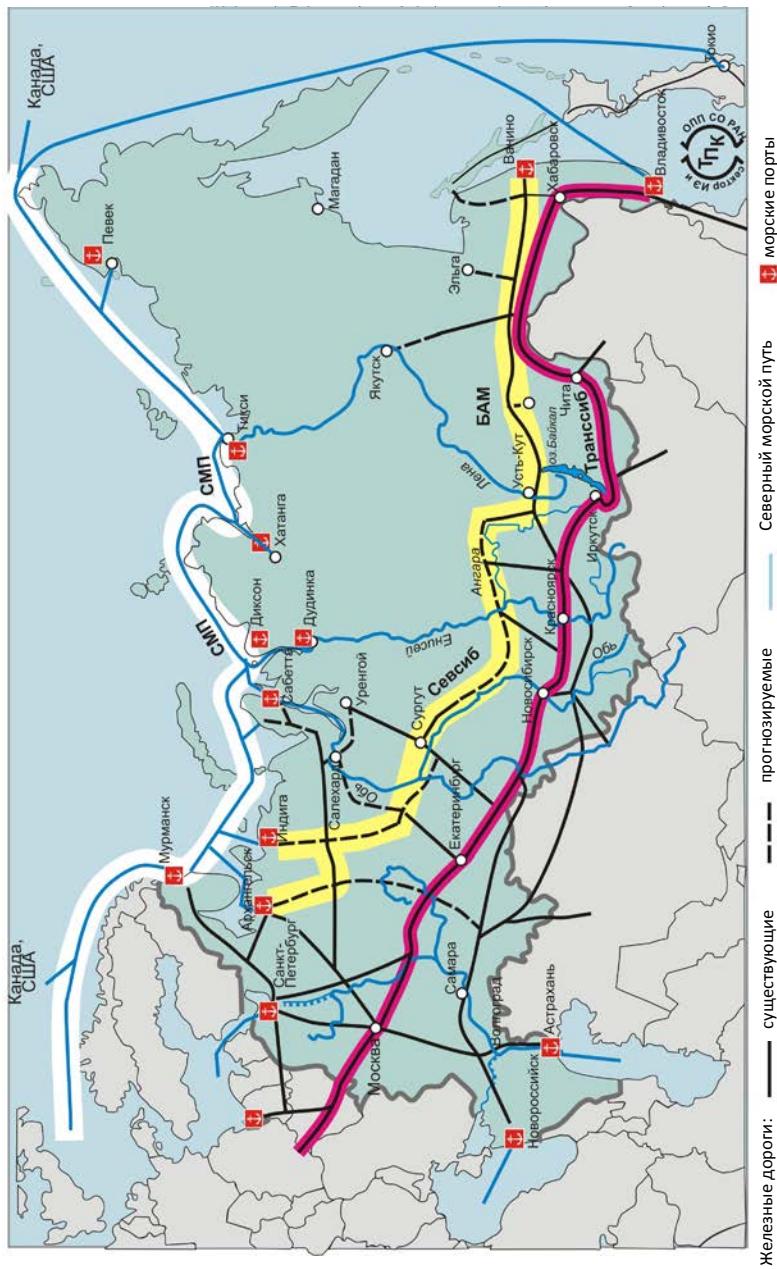 Канада,
США
Канада,
США
Мурманск
СМП
СМП
Певек
Тикси
Хатанга
Диксон
Дудинка
Сабетта
Индига
Архангельск
Санкт-
Петербург
Магадан
Якутск
Эльга
Уренгой
Салехард
Обь
Сургут
Севсиб
Енисей
Ангара
Лена
Усть-Кут
БАМ
оз.Байкал
Ванино
Хабаровск
Владивосток
Токио
Чита
Транссиб
Иркутск
Красноярск
Новосибирск
Обь
Екатеринбург
Москва
Самара
Волгоград
Астрахань
Новороссийск
ТПК
ОПП СО РАН
сектор ИЭ и
Железные дороги:
существующие
прогнозируемые
Северный морской путь
морские порты